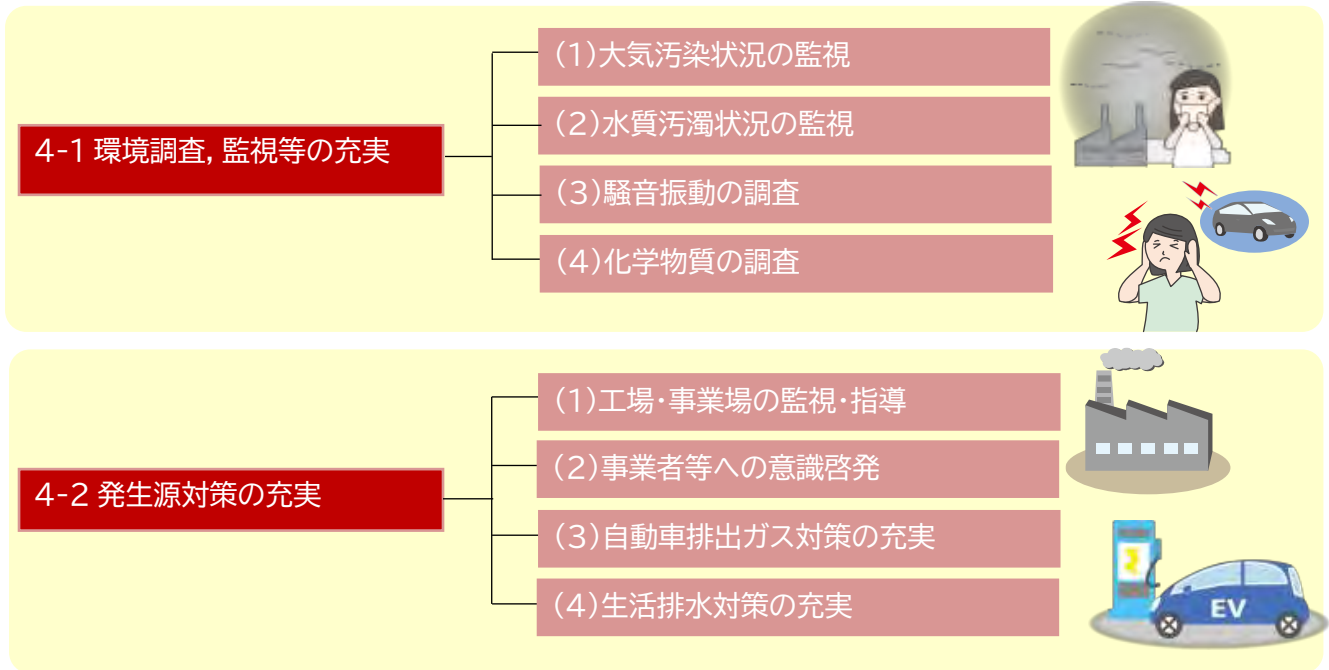 4-1 環境調査，監視等の充実
(1)大気汚染状況の監視
(2)水質汚濁状況の監視
(3)騒音振動の調査
(4)化学物質の調査
4-2 発生源対策の充実
(1)工場・事業場の監視・指導
(2)事業者等への意識啓発
(3)自動車排出ガス対策の充実
(4)生活排水対策の充実
EV